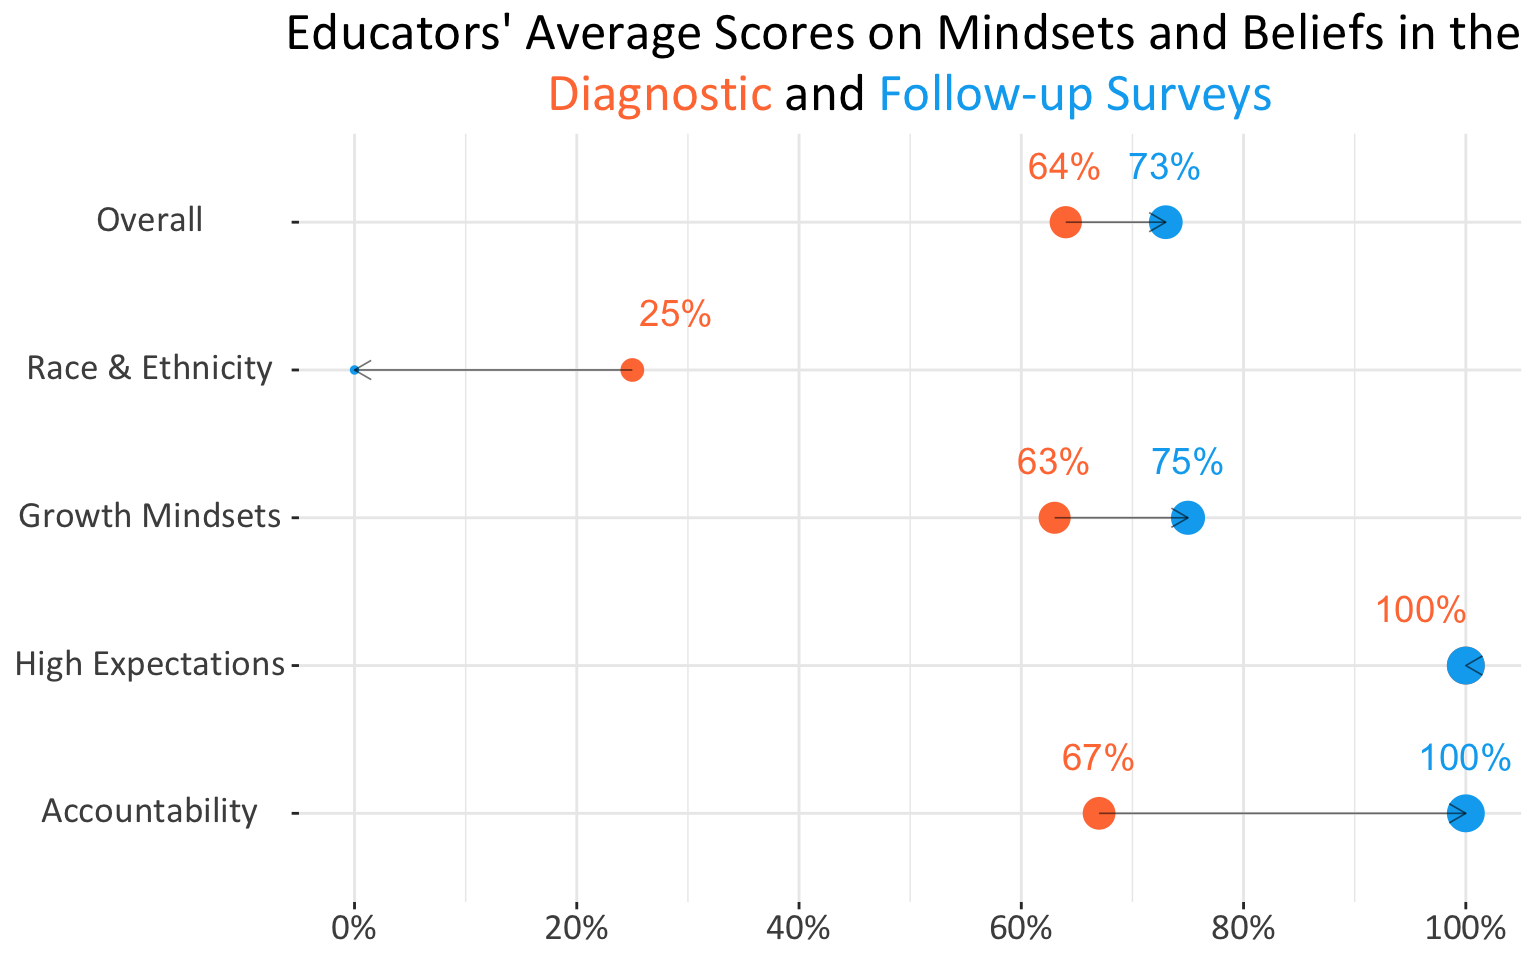 Educators' Average Scores on Mindsets and Beliefs in the
Diagnostic and Follow-up Surveys
64% 73%
Overall
25%
Race & Ethnicity
63% 75%
Growth Mindsets
100%
High Expectations
67% 100%
Accountability
0% 20% 40% 60% 80% 100%